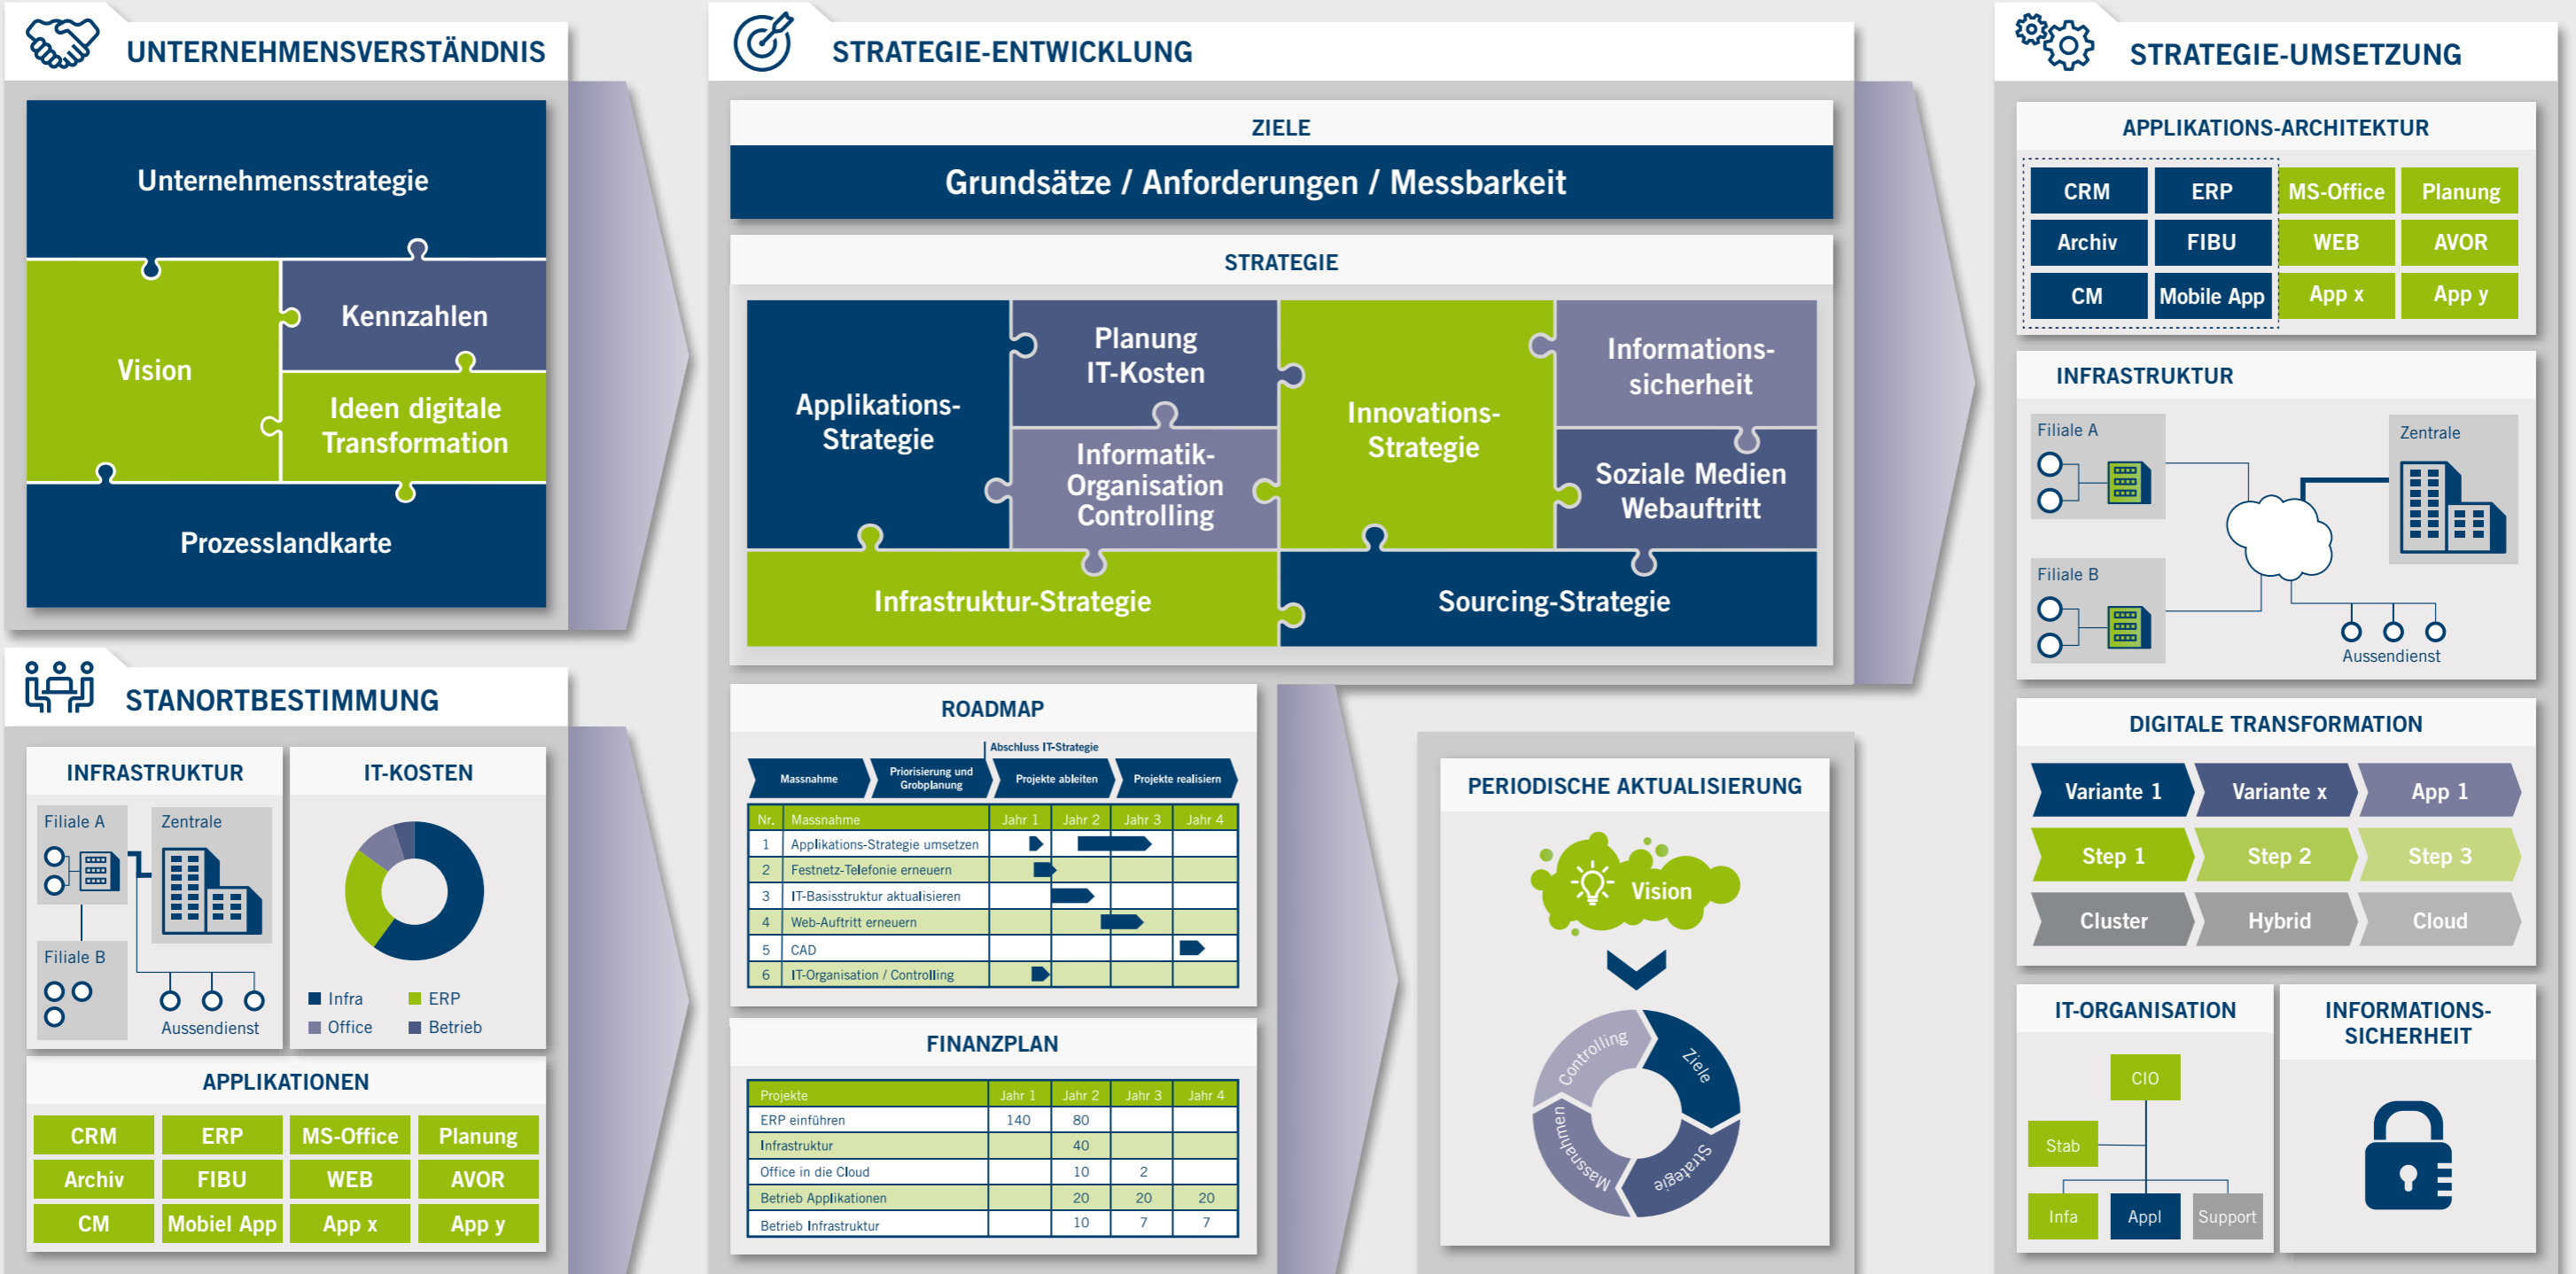 UNTERNEHMENSVERSTÄNDNIS
Unternehmensstrategie
Vision
Kennzahlen
Ideen digitale
Transformation
Prozesslandkarte
STANORTBESTIMMUNG
INFRASTRUKTUR
Filiale A
Zentrale
Filiale B
Aussendienst
IT-KOSTEN
Infra
ERP
Office
Betrieb
APPLIKATIONEN
CRM ERP MS-Office Planung
Archiv FIBU WEB AVOR
CM Mobiel App App x App y
STRATEGIE-ENTWICKLUNG
ZIELE
Grundsätze / Anforderungen / Messbarkeit
STRATEGIE
Applikations-
Strategie
Planung
IT-Kosten
Informatik-
Organisation
Controlling
Innovations-
Strategie
Informations-
sicherheit
Soziale Medien
Webauftritt
Infrastruktur-Strategie
Sourcing-Strategie
ROADMAP
Abschluss IT-Strategie
Massnahme
Priorisierung und
Grobplanung
Projekte ableiten
Projekte realisiern
Nr. Massnahme Jahr 1 Jahr 2 Jahr 3 Jahr 4
1 Applikations-Strategie umsetzen
2 Festnetz-Telefonie erneuern
3 IT-Basisstruktur aktualisieren
4 Web-Auftritt erneuern
5 CAD
6 IT-Organisation / Controlling
FINANZPLAN
Projekte Jahr 1 Jahr 2 Jahr 3 Jahr 4
ERP einführen 140 80
Infrastruktur 40
Office in die Cloud 10 2
Betrieb Applikationen 20 20 20
Betrieb Infrastruktur 10 7 7
PERIODISCHE AKTUALISIERUNG
Vision
Controlling
Ziele
Massnahmen
Strategie
STRATEGIE-UMSETZUNG
APPLIKATIONS-ARCHITEKTUR
CRM ERP MS-Office Planung
Archiv FIBU WEB AVOR
CM Mobile App App x App y
INFRASTRUKTUR
Filiale A
Zentrale
Filiale B
Aussendienst
DIGITALE TRANSFORMATION
Variante 1 Variante x App 1
Step 1 Step 2 Step 3
Cluster Hybrid Cloud
IT-ORGANISATION
CIO
Stab
Infa Appl Support
INFORMATIONS-
SICHERHEIT